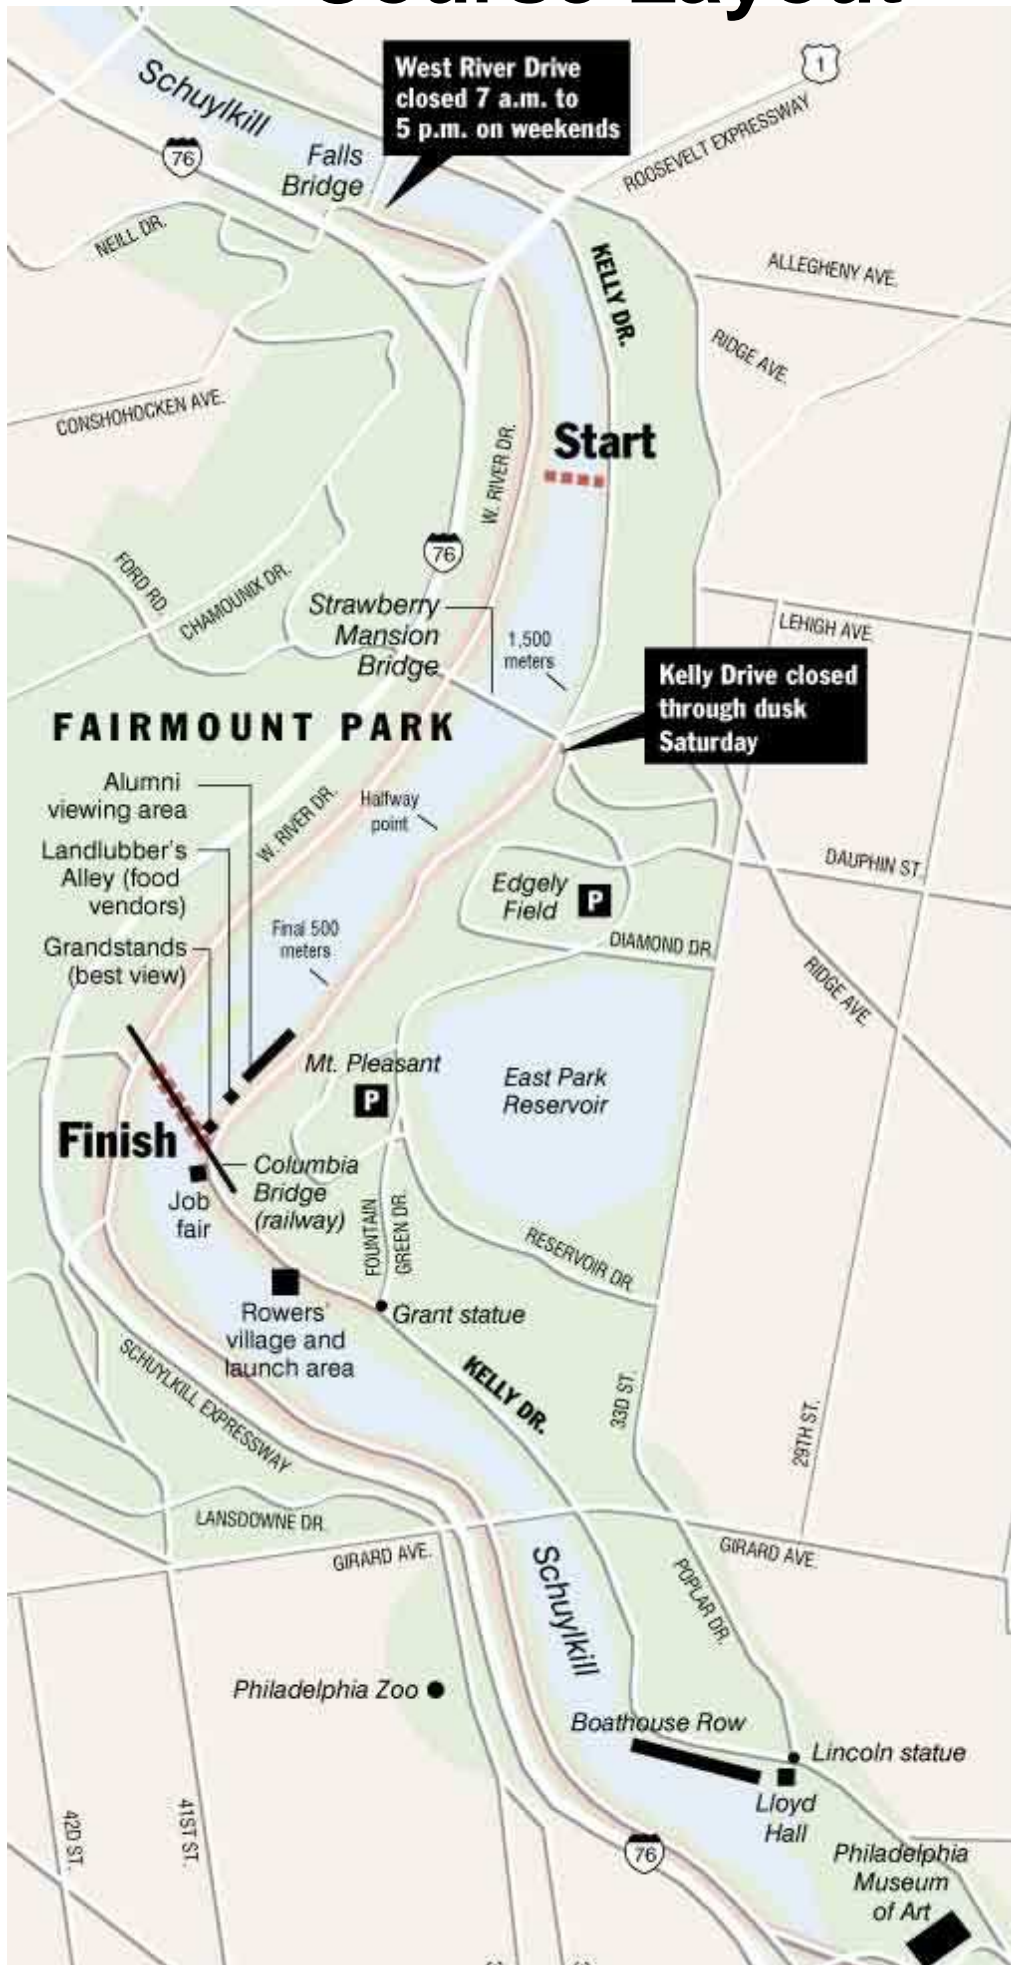 Course Layout
West River Drive
closed 7 a.m. to
5 p.m. on weekends
1
Schuylkill
76
Falls
Bridge
ROOSEVELT EXPRESSWAY
NEILL DR.
KELLY DR.
ALLEGHENY AVE.
RIDGE AVE.
CONSHOHOCKEN AVE.
W. RIVER DR.
Start
76
FORD RD.
CHAMOUNIX DR.
Strawberry
Mansion
Bridge
1,500
meters
LEHIGH AVE.
Kelly Drive closed
through dusk
Saturday
FAIRMOUNT PARK
Alumni
viewing area
W. RIVER DR.
Halfway
point
Landlubber's
Alley (food
vendors)
DAUPHIN ST.
Edgely
Field
P
Final 500
meters
Grandstands
(best view)
DIAMOND DR.
RIDGE AVE.
Mt. Pleasant
P
East Park
Reservoir
Finish
Columbia
Bridge
(railway)
Job
fair
FOUNTAIN
GREEN DR.
RESERVOIR DR.
Rowers'
village and
launch area
Grant statue
SCHUYLKILL EXPRESSWAY
KELLY DR.
33D ST.
29TH ST.
LANSDOWNE DR.
GIRARD AVE.
GIRARD AVE.
Schuylkill
POPLAR DR.
Philadelphia Zoo
Boathouse Row
Lincoln statue
Lloyd
Hall
42D ST.
41ST ST.
76
Philadelphia
Museum
of Art